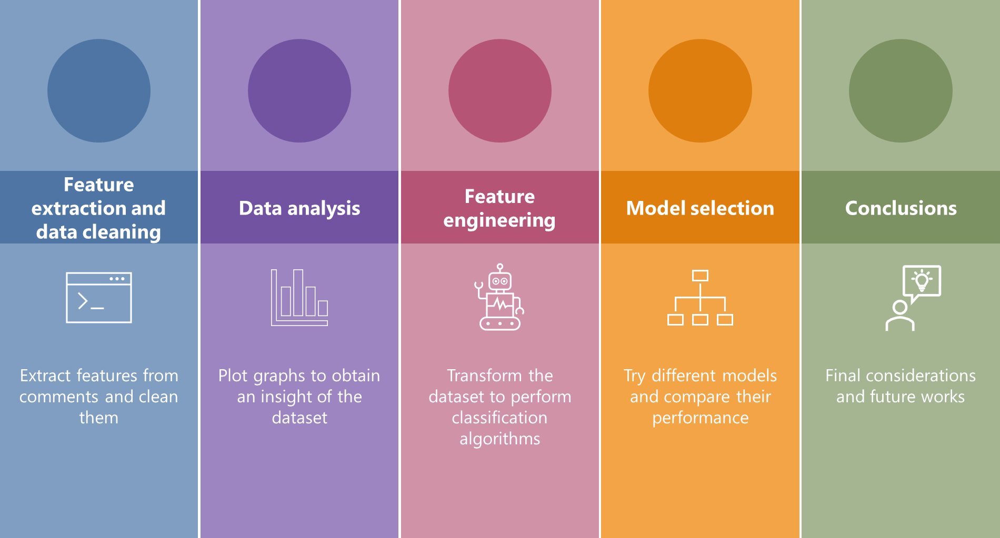 Feature
extraction and
data cleaning
Data analysis
Feature
engineering
Model selection
Conclusions
Extract features from
comments and clean
them
Plot graphs to obtain
an insight of the
dataset
Transform the
dataset to perform
classification
algorithms
Try different models
and compare their
performance
Final considerations
and future works